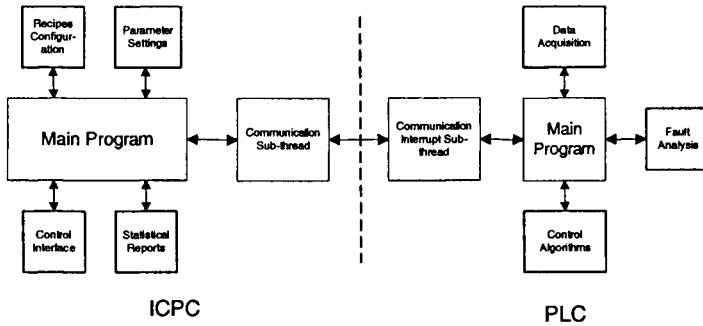 Recipes
Configur-
ation
Parameter
Settings
Main Program
Communication
Sub-thread
Control
Interface
Statistical
Reports
ICPC
Data
Acquisition
Communication
Interrupt Sub-
thread
Main
Program
Fault
Analysis
Control
Algorithms
PLC